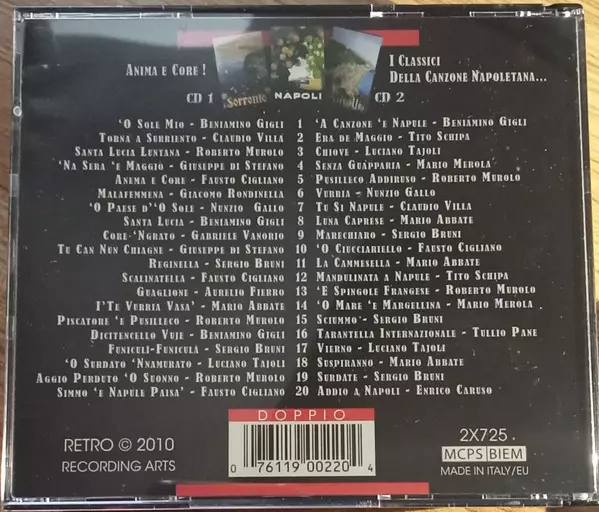 Anima e Core !
I Classici
Della Canzone Napoletana...
CD 1
Sorrento
NAPOLI
CD 2
'O Sole Mio - Beniamino Gigli 1 'A Canzone 'e Napule - Beniamino Gigli
Torna a Surriento - Claudio Villa 2 Era de Maggio - Tito Schipa
Santa Lucia Luntana - Roberto Murolo 3 Chiove - Luciano Tajoli
'Na Sera 'e Maggio - Giuseppe di Stefano 4 Senza Guapparia - Mario Merola
Anema e Core - Fausto Cigliano 5 Pusilleco Addiruso - Roberto Murolo
Malafemmena - Giacomo Rondinella 6 Vurria - Nunzio Gallo
'O Paese d''O Sole - Nunzio Gallo 7 Tu Si Napule - Claudio Villa
Santa Lucia - Beniamino Gigli 8 Luna Caprese - Mario Abbate
Core 'Ngrato - Gabriele Vanorio 9 Marechiaro - Sergio Bruni
Tu Can Nun Chiagne - Giuseppe di Stefano 10 'O Ciucciariello - Fausto Cigliano
Reginella - Sergio Bruni 11 La Cammesella - Mario Abbate
Scalinatella - Fausto Cigliano 12 Mandulinata a Napule - Tito Schipa
Guaglione - Aurelio Fierro 13 'E Spingole Frangese - Roberto Murolo
I'Te Vurria Vasa' - Mario Abbate 14 'O Mare 'e Margellina - Mario Merola
Piscatore 'e Pusilleco - Roberto Murolo 15 Sciummo - Sergio Bruni
Dicitencello Vuje - Beniamino Gigli 16 Tarantella Internazionale - Tullio Pane
Funiculi-Funicula - Sergio Bruni 17 Vierno - Luciano Tajoli
'O Surdato 'Nnamurato - Luciano Tajoli 18 Suspiranno - Mario Abbate
Aggio Perduto 'O Suonno - Roberto Murolo 19 Surdate - Sergio Bruni
Simmo 'e Napule Paisa' - Fausto Cigliano 20 Addio a Napoli - Enrico Caruso
DOPPIO
RETRO © 2010
RECORDING ARTS
0 76119 00220 4
2X725
MCPS BIEM
MADE IN ITALY/EU